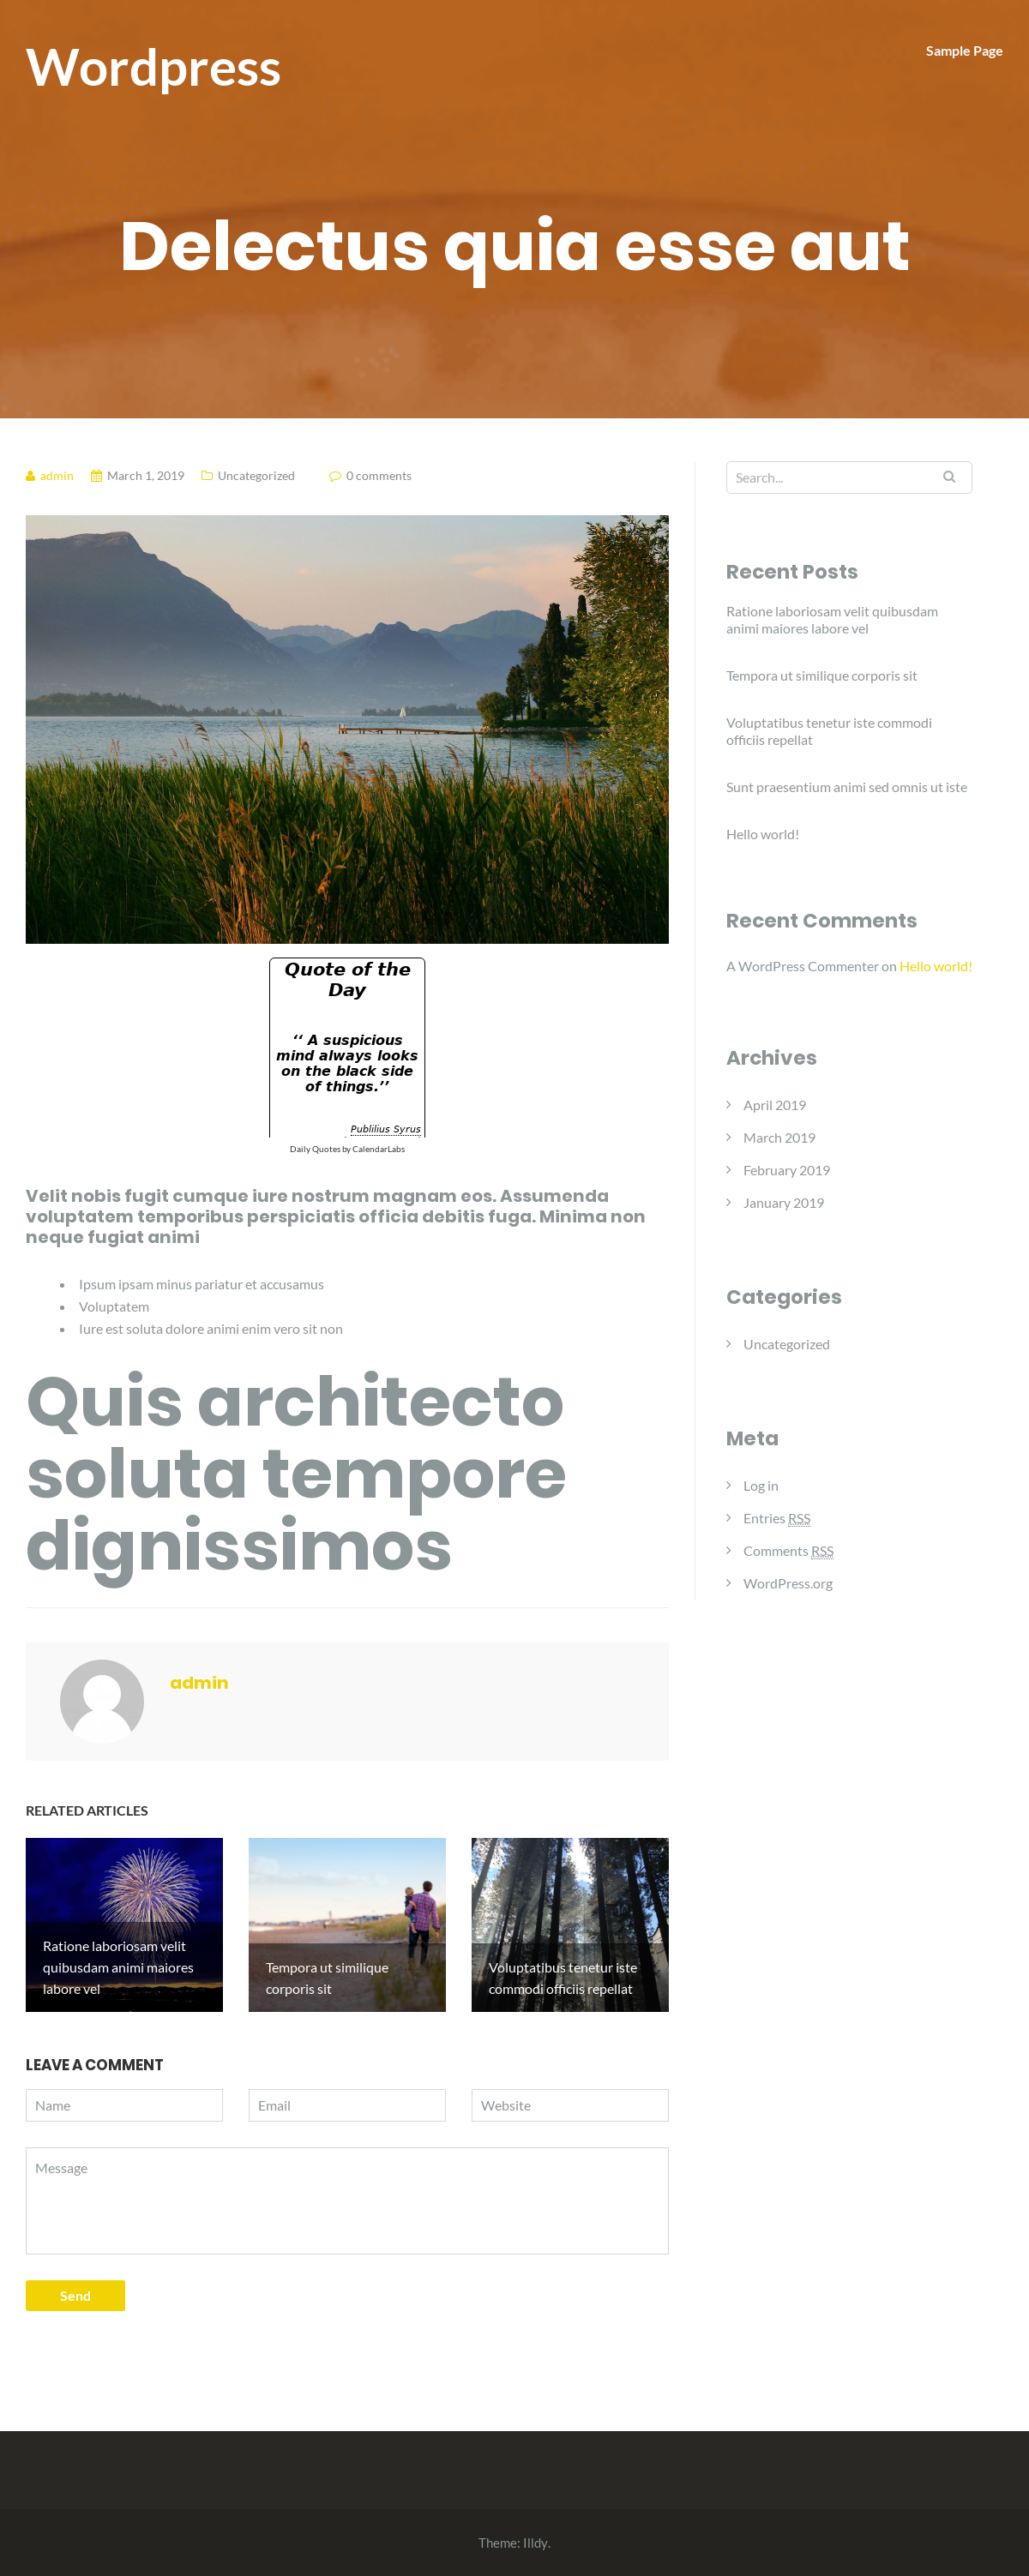 Wordpress
Sample Page
Delectus quia esse aut
admin
March 1, 2019
Uncategorized
0 comments
Quote of the
Day
‘‘ A suspicious
mind always looks
on the black side
of things.’’
Publilius Syrus
Daily Quotes by CalendarLabs
Velit nobis fugit cumque iure nostrum magnam eos. Assumenda
voluptatem temporibus perspiciatis officia debitis fuga. Minima non
neque fugiat animi
Ipsum ipsam minus pariatur et accusamus
Voluptatem
Iure est soluta dolore animi enim vero sit non
Quis architecto
soluta tempore
dignissimos
admin
RELATED ARTICLES
Ratione laboriosam velit
quibusdam animi maiores
labore vel
Tempora ut similique
corporis sit
Voluptatibus tenetur iste
commodi officiis repellat
LEAVE A COMMENT
Name
Email
Website
Message
Send
Search...
Recent Posts
Ratione laboriosam velit quibusdam
animi maiores labore vel
Tempora ut similique corporis sit
Voluptatibus tenetur iste commodi
officiis repellat
Sunt praesentium animi sed omnis ut iste
Hello world!
Recent Comments
A WordPress Commenter on Hello world!
Archives
April 2019
March 2019
February 2019
January 2019
Categories
Uncategorized
Meta
Log in
Entries RSS
Comments RSS
WordPress.org
Theme: Illdy.